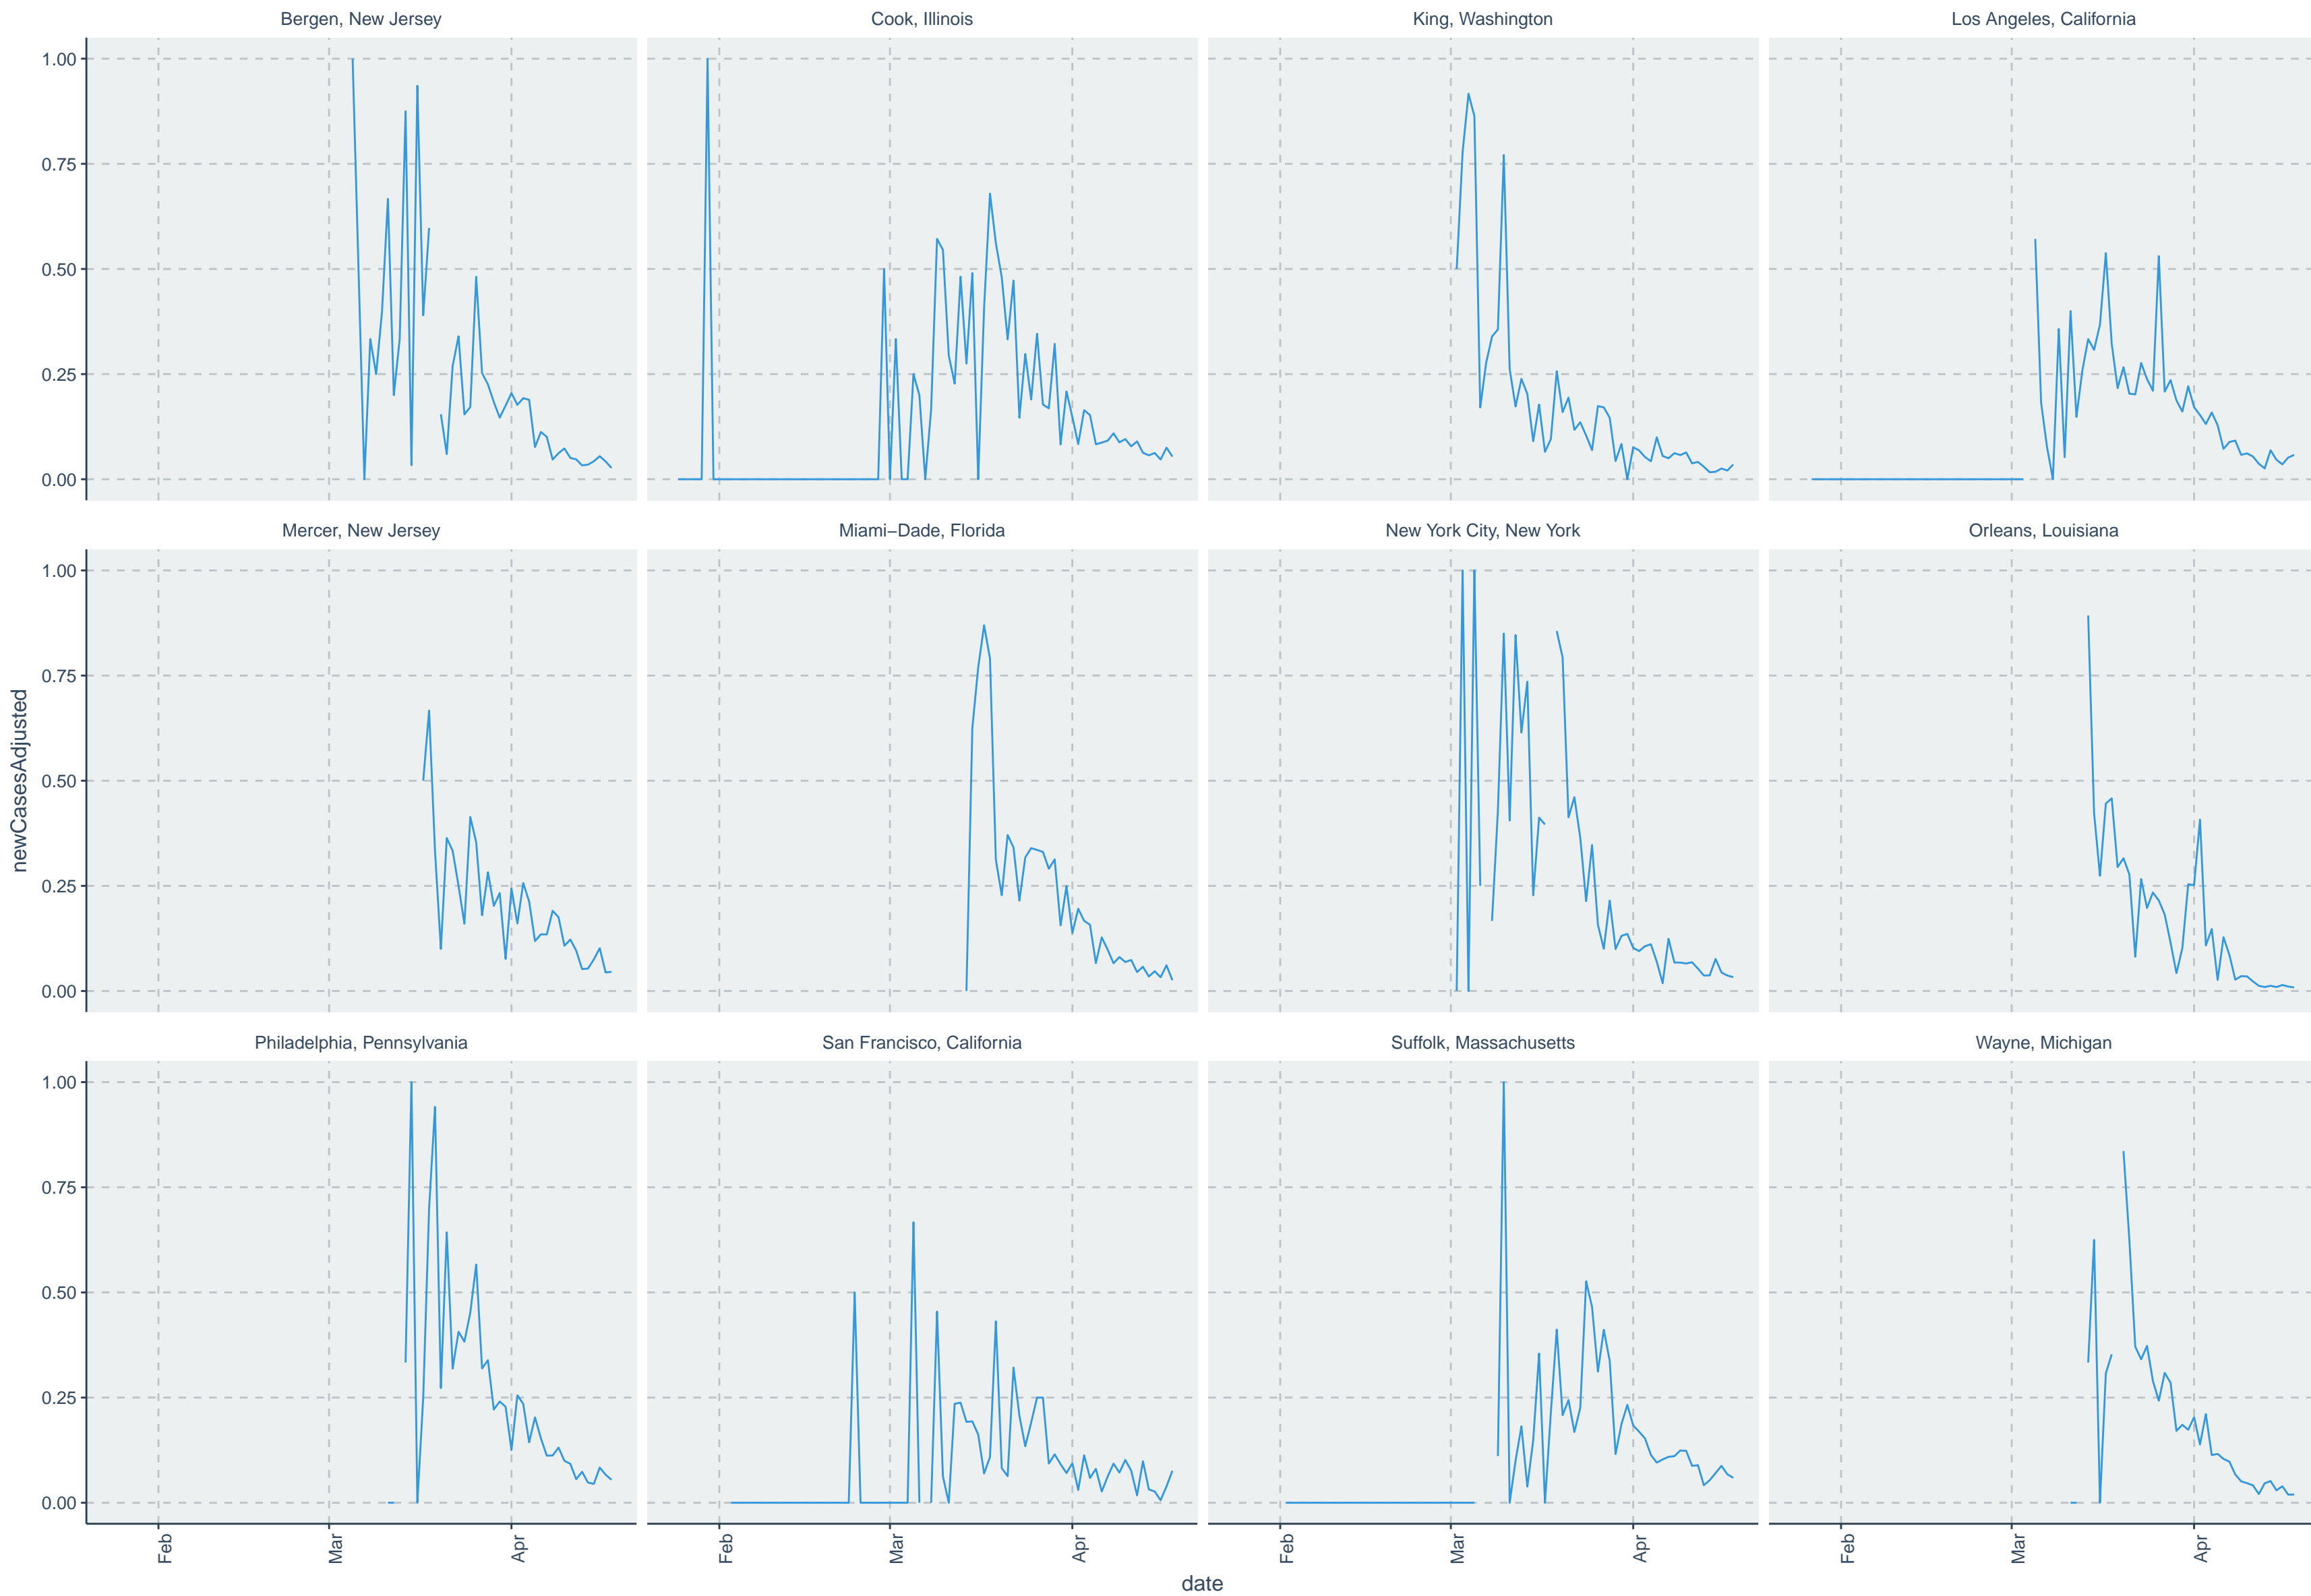 Bergen, New Jersey
Cook, Illinois
King, Washington
Los Angeles, California
1.00
0.75
0.50
0.25
0.00
Mercer, New Jersey
Miami−Dade, Florida
New York City, New York
Orleans, Louisiana
1.00
0.75
0.50
0.25
0.00
newCasesAdjusted
Philadelphia, Pennsylvania
San Francisco, California
Suffolk, Massachusetts
Wayne, Michigan
1.00
0.75
0.50
0.25
0.00
Feb
Mar
Apr
Feb
Mar
Apr
Feb
Mar
Apr
Feb
Mar
Apr
date